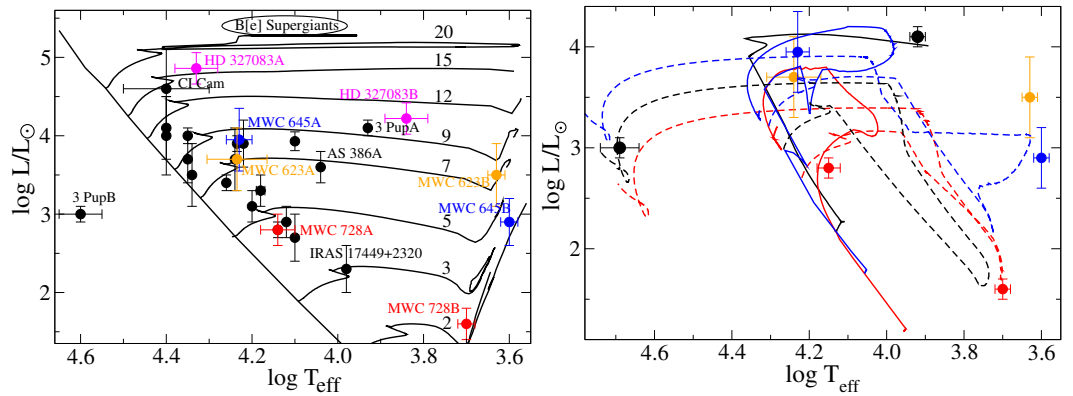 B[e] Supergiants
20
HD 327083A
15
CI Cam
HD 327083B
12
MWC 645A
3 PupA
9
AS 386A
7
MWC 623A
MWC 623B
3 PupB
MWC 645B
5
MWC 728A
IRAS 17449+2320
3
MWC 728B
2
log L/L⊙
5
4
3
2
4.6 4.4 4.2 4.0 3.8 3.6
log Teff
log L/L⊙
4
3
2
4.6 4.4 4.2 4.0 3.8 3.6
log Teff